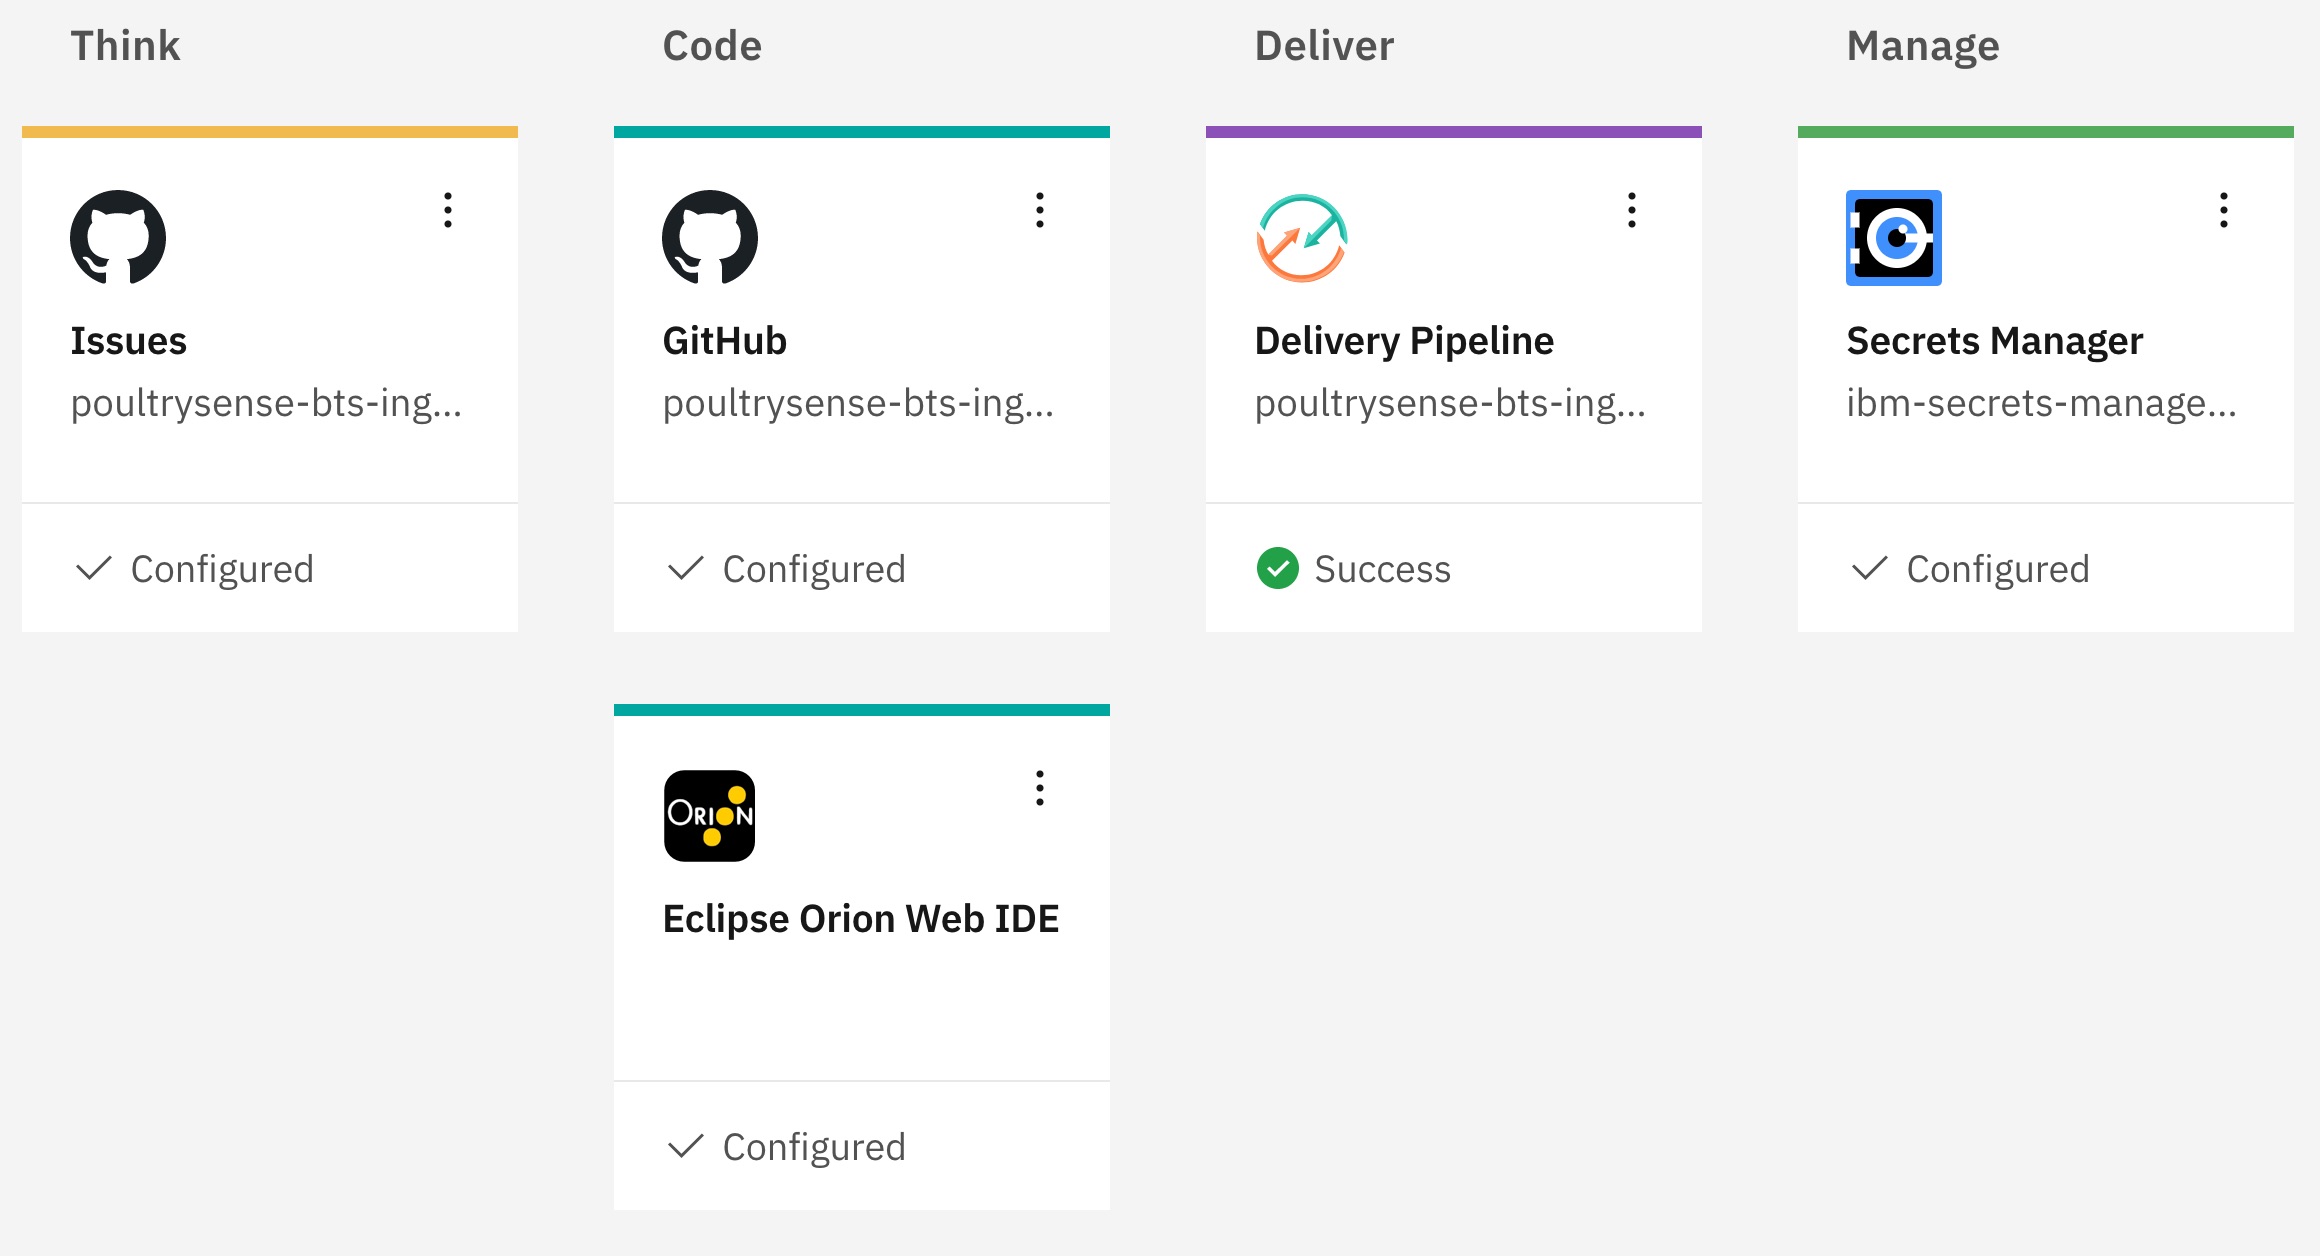 Think
Code
Deliver
Manage
Issues
poultrysense-bts-ing...
Configured
GitHub
poultrysense-bts-ing...
Configured
Delivery Pipeline
poultrysense-bts-ing...
Success
Secrets Manager
ibm-secrets-manage...
Configured
ORION
Eclipse Orion Web IDE
Configured